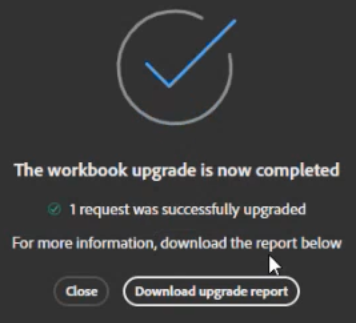 The workbook upgrade is now completed
1 request was successfully upgraded
For more information, download the report below
Close
Download upgrade report